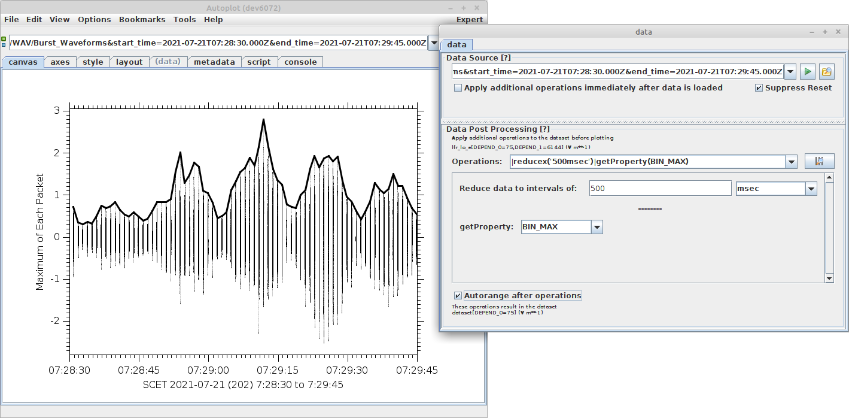 Autoplot (dev6072)
File Edit View Options Bookmarks Tools Help Expert
/WAV/Burst_Waveforms&start_time=2021-07-21T07:28:30.000Z&end_time=2021-07-21T07:29:45.000Z
canvas axes style layout (data) metadata script console
3
2
1
0
-1
-2
Maximum of Each Packet
07:28:30 07:28:45 07:29:00 07:29:15 07:29:30 07:29:45
SCET 2021-07-21 (202) 7:28:30 to 7:29:45
data
data
Data Source [?]
ns&start_time=2021-07-21T07:28:30.000Z&end_time=2021-07-21T07:29:45.000Z
Apply additional operations immediately after data is loaded
Suppress Reset
Data Post Processing [?]
Apply additional operations to the dataset before plotting
Operations: |reducex('500msec')|getProperty(BIN_MAX)
Reduce data to intervals of: 500 msec
getProperty: BIN_MAX
Autorange after operations
These operations result in the dataset